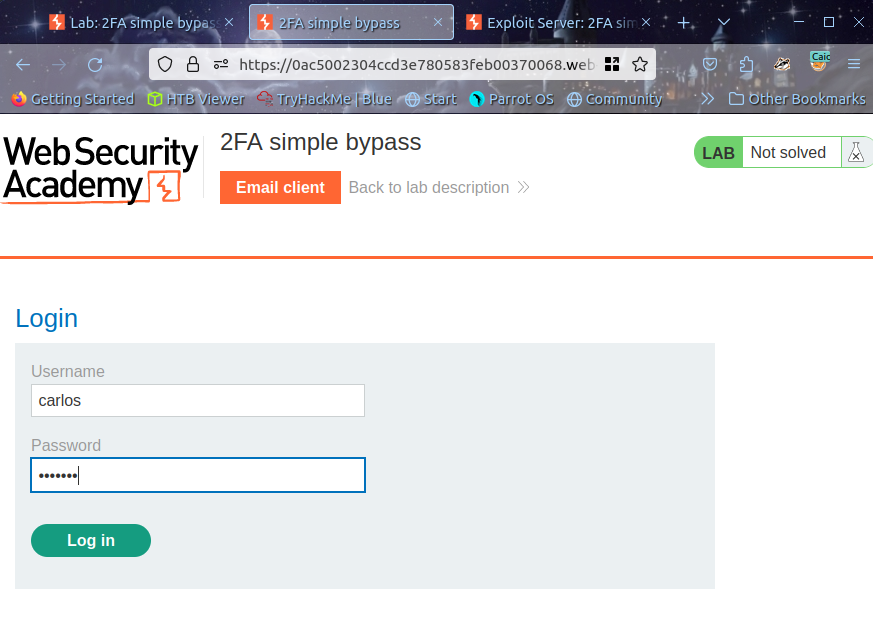 Lab: 2FA simple bypas
2FA simple bypass
Exploit Server: 2FA sim
https://0ac5002304ccd3e780583feb00370068.web
Getting Started
HTB Viewer
TryHackMe | Blue
Start
Parrot OS
Community
Other Bookmarks
Caic
Web Security
Academy
2FA simple bypass
Email client
Back to lab description
LAB
Not solved
Login
Username
carlos
Password
•••••••
Log in